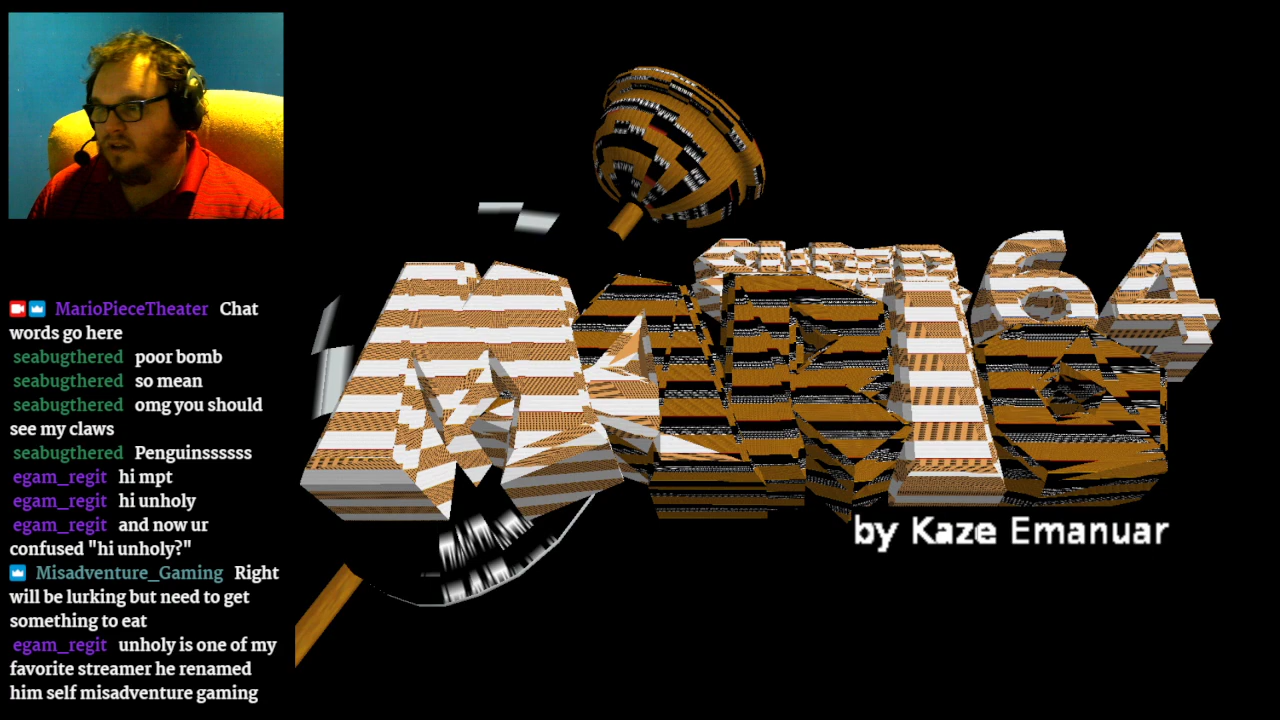 MarioPieceTheater Chat
words go here
seabugthered poor bomb
seabugthered so mean
seabugthered omg you should
see my claws
seabugthered Penguinssssss
egam_regit hi mpt
egam_regit hi unholy
egam_regit and now ur
confused "hi unholy?"
Misadventure_Gaming Right
will be lurking but need to get
something to eat
egam_regit unholy is one of my
favorite streamer he renamed
him self misadventure gaming
SUPER 64
MARIO
by Kaze Emanuar